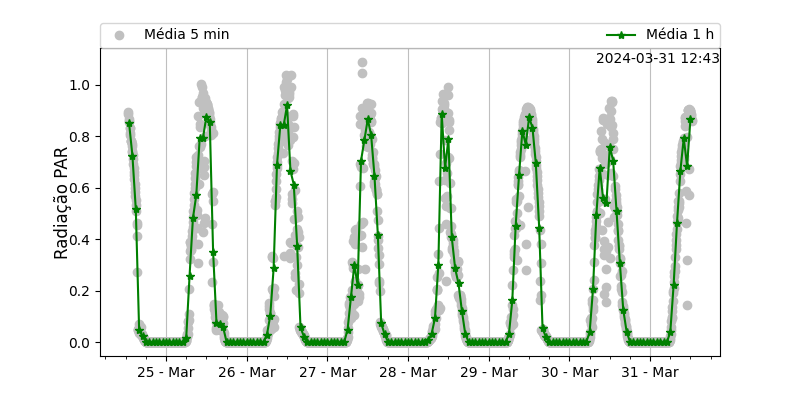 Média 5 min
Média 1 h
2024-03-31 12:43
Radiação PAR
1.0
0.8
0.6
0.4
0.2
0.0
25 - Mar
26 - Mar
27 - Mar
28 - Mar
29 - Mar
30 - Mar
31 - Mar